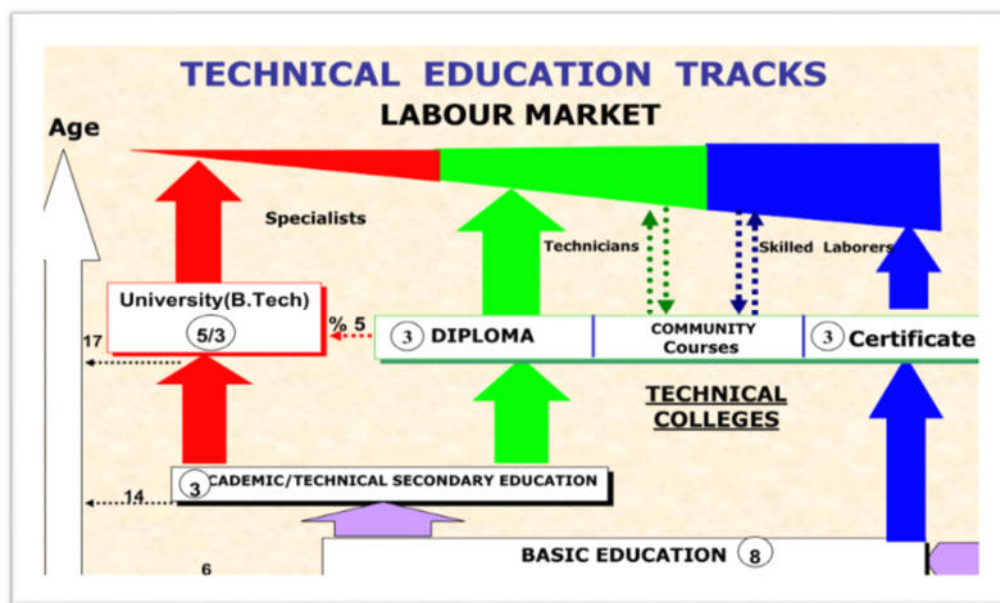 TECHNICAL EDUCATION TRACKS
LABOUR MARKET
Age
Specialists
Technicians
Skilled Laborers
University(B.Tech)
5/3
% 5
3 DIPLOMA
COMMUNITY
Courses
3 Certificate
17
TECHNICAL
COLLEGES
3 CADEMIC/TECHNICAL SECONDARY EDUCATION
14
BASIC EDUCATION 8
6